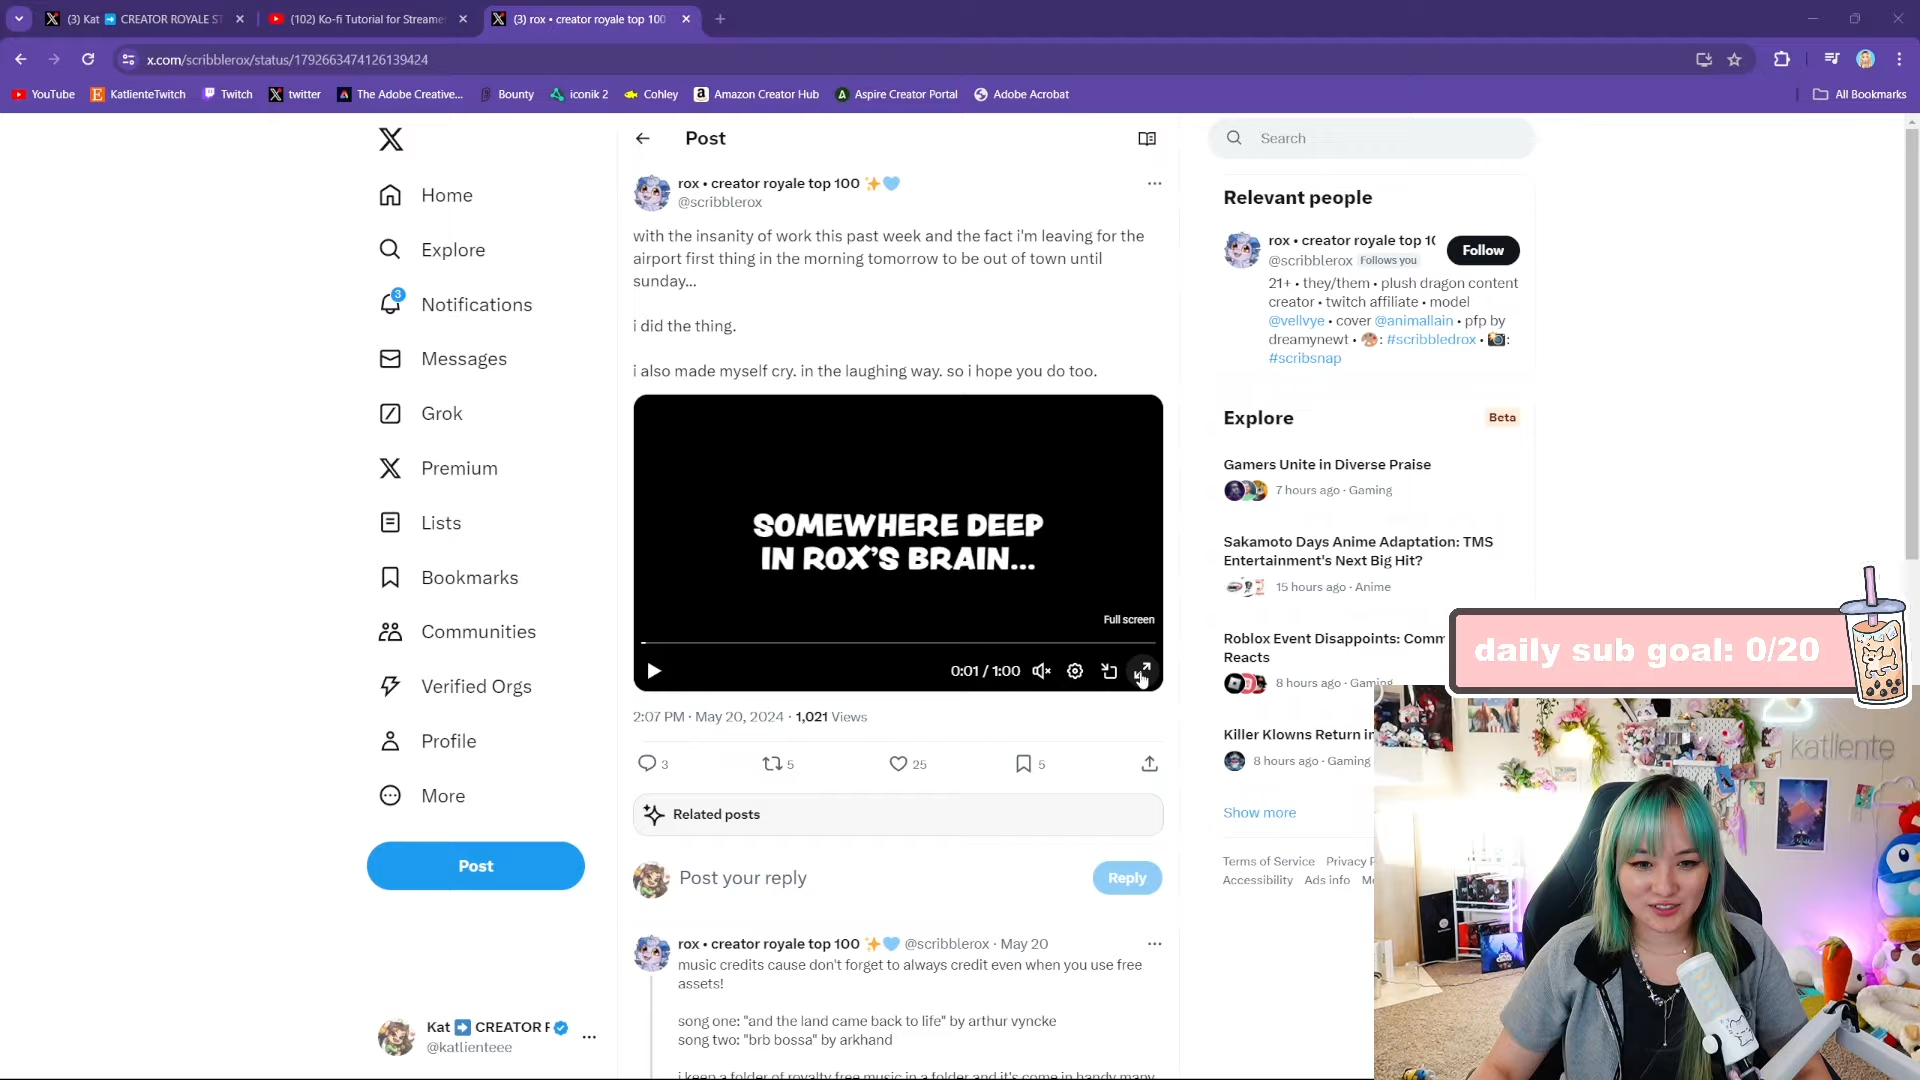 (3) Kat ➡️ CREATOR ROYALE ST
(102) Ko-fi Tutorial for Streame
(3) rox • creator royale top 100
x.com/scribblerox/status/1792663474126139424
YouTube
KatlienteTwitch
Twitch
twitter
The Adobe Creative...
Bounty
iconik 2
Cohley
Amazon Creator Hub
Aspire Creator Portal
Adobe Acrobat
All Bookmarks
Home
Explore
Notifications
3
Messages
Grok
Premium
Lists
Bookmarks
Communities
Verified Orgs
Profile
More
Post
Kat ➡️ CREATOR F
@katlienteee
Post
rox • creator royale top 100 ✨🩵
@scribblerox
with the insanity of work this past week and the fact i'm leaving for the
airport first thing in the morning tomorrow to be out of town until
sunday...
i did the thing.
i also made myself cry. in the laughing way. so i hope you do too.
SOMEWHERE DEEP
IN ROX'S BRAIN...
Full screen
0:01 / 1:00
2:07 PM · May 20, 2024 · 1,021 Views
3
5
25
5
Related posts
Post your reply
Reply
rox • creator royale top 100 ✨🩵 @scribblerox · May 20
music credits cause don't forget to always credit even when you use free
assets!
song one: "and the land came back to life" by arthur vyncke
song two: "brb bossa" by arkhand
i keep a folder of royalty free music in a folder and it's come in handy many
Search
Relevant people
rox • creator royale top 10
@scribblerox Follows you
Follow
21+ • they/them • plush dragon content
creator • twitch affiliate • model
@vellvye • cover @animallain • pfp by
dreamynewt • 🎨: #scribbledrox • 📸:
#scribsnap
Explore
Beta
Gamers Unite in Diverse Praise
7 hours ago · Gaming
Sakamoto Days Anime Adaptation: TMS
Entertainment's Next Big Hit?
15 hours ago · Anime
Roblox Event Disappoints: Comm
Reacts
8 hours ago · Gaming
Killer Klowns Return in
8 hours ago · Gaming
Show more
Terms of Service Privacy P
Accessibility Ads info Mo
daily sub goal: 0/20
katliente